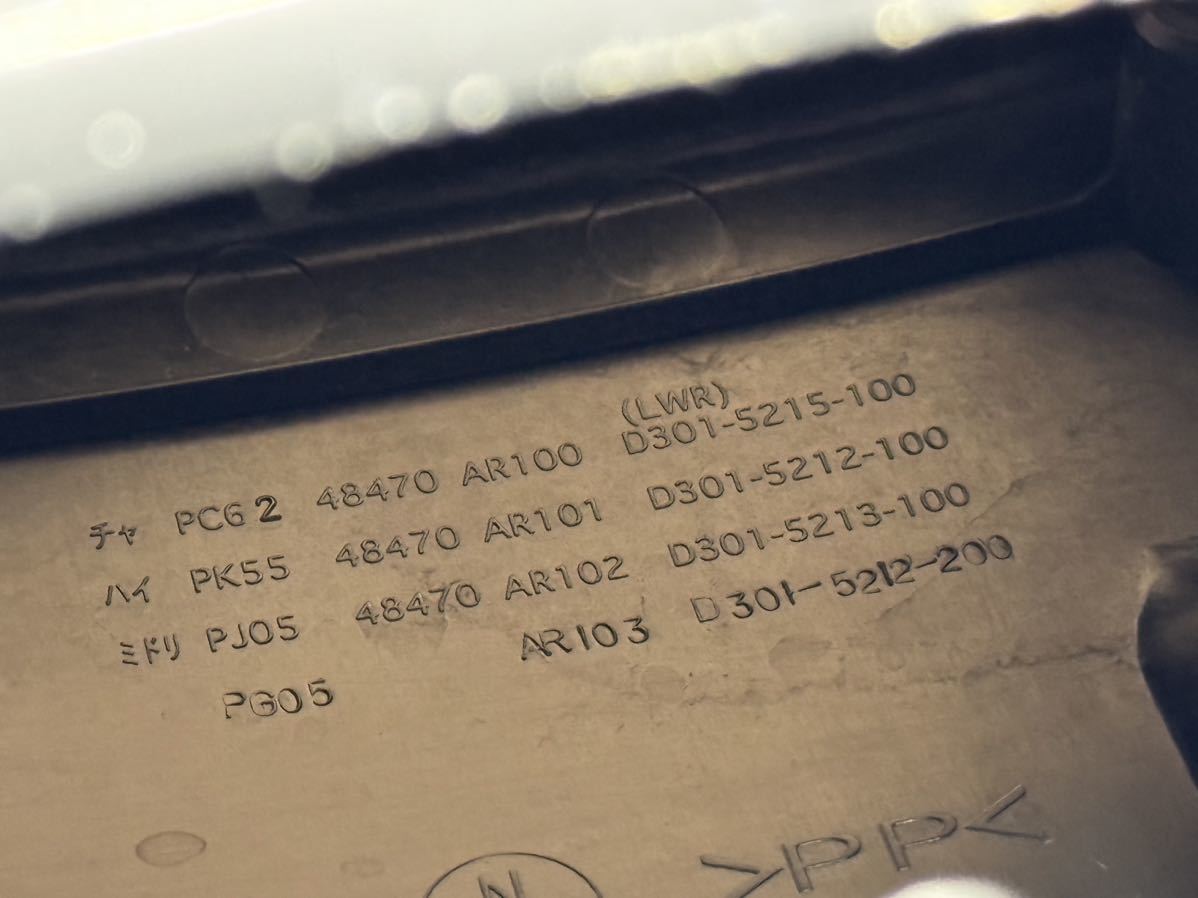 (LWR)
チャ PC62 48470 AR100 D301-5215-100
ハイ PK55 48470 AR101 D301-5212-100
ミドリ PJ05 48470 AR102 D301-5213-100
PG05 AR103 D301-5212-200
>PP<
N